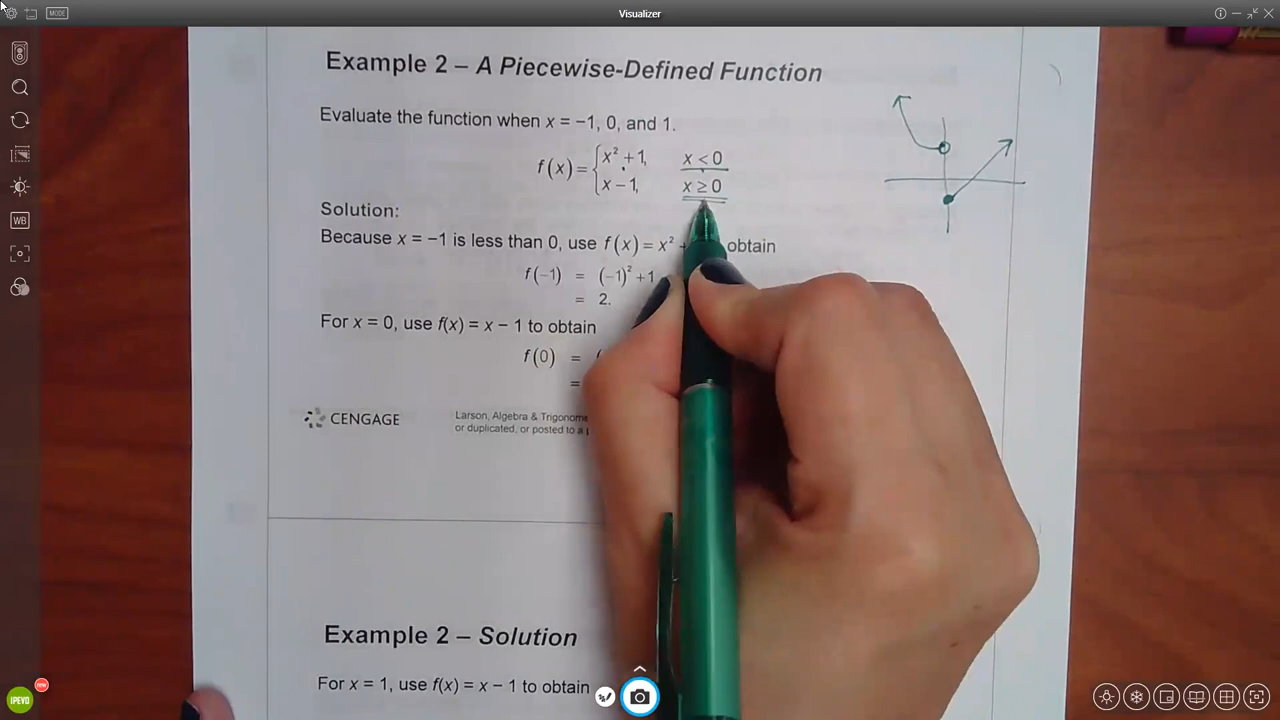 MODE
Visualizer
Example 2 – A Piecewise-Defined Function
Evaluate the function when x = −1, 0, and 1.
f(x) = { x² + 1, x < 0
x − 1, x ≥ 0
Solution:
Because x = −1 is less than 0, use f(x) = x² obtain
f(−1) = (−1)² + 1
= 2.
For x = 0, use f(x) = x − 1 to obtain
f(0) =
=
CENGAGE
Larson, Algebra &
or duplicated, or posted to a
Example 2 – Solution
For x = 1, use f(x) = x − 1 to obtain
WB
IPEVO
new